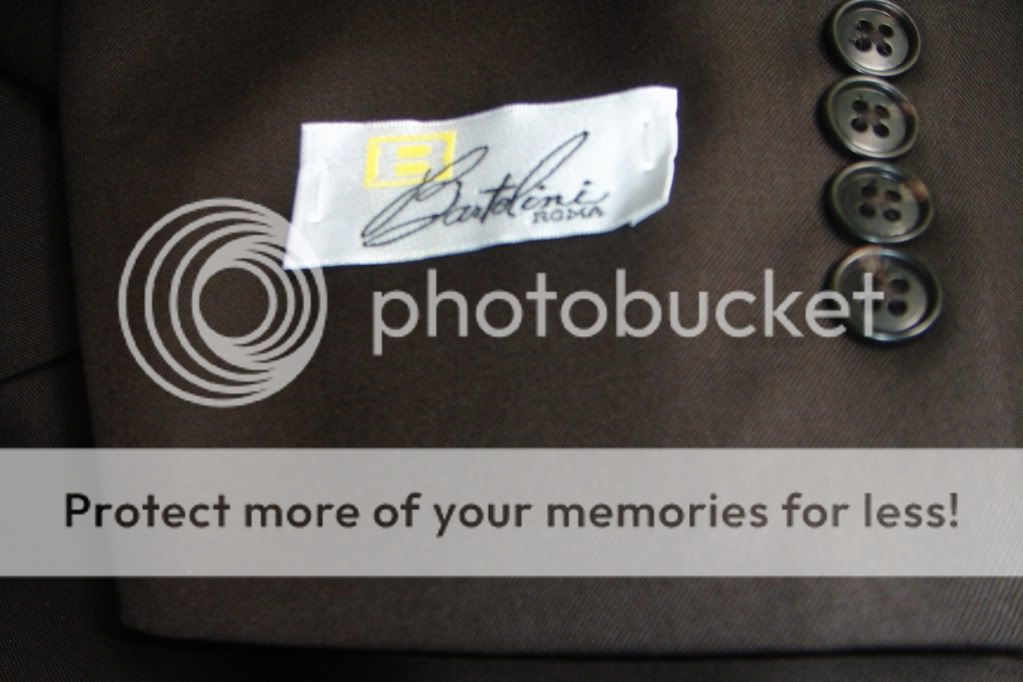 B
Bartolini
ROMA
photobucket
Protect more of your memories for less!